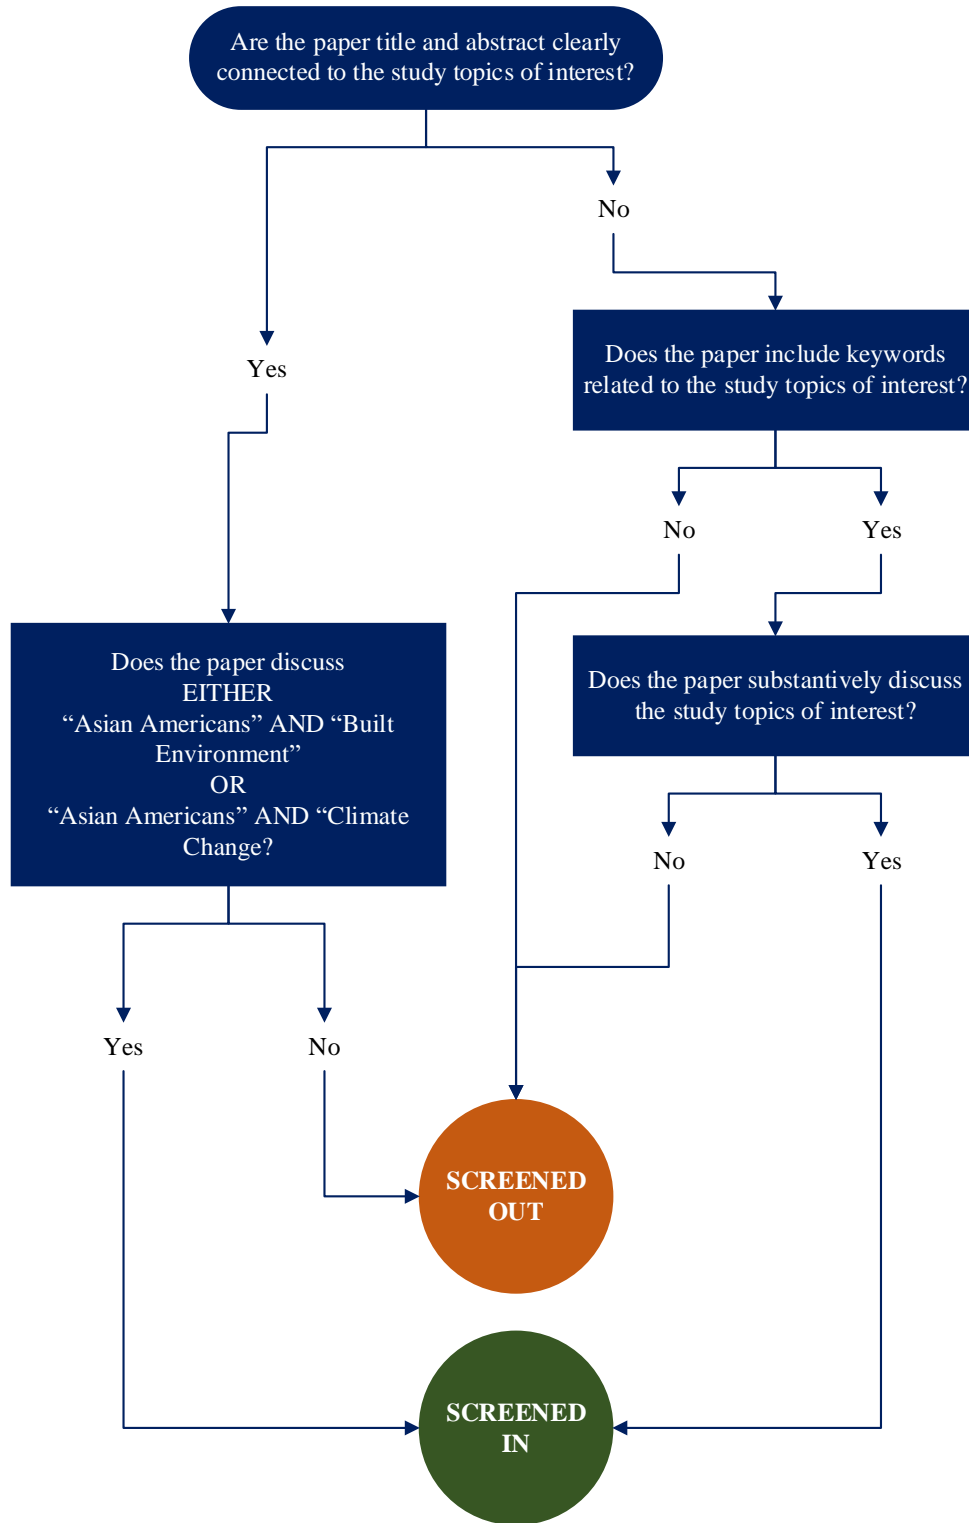 Are the paper title and abstract clearly
connected to the study topics of interest?
No
Yes
Does the paper include keywords
related to the study topics of interest?
No
Yes
Does the paper discuss
EITHER
“Asian Americans” AND “Built
Environment”
OR
“Asian Americans” AND “Climate
Change?
Does the paper substantively discuss
the study topics of interest?
No
Yes
Yes
No
SCREENED
OUT
SCREENED
IN